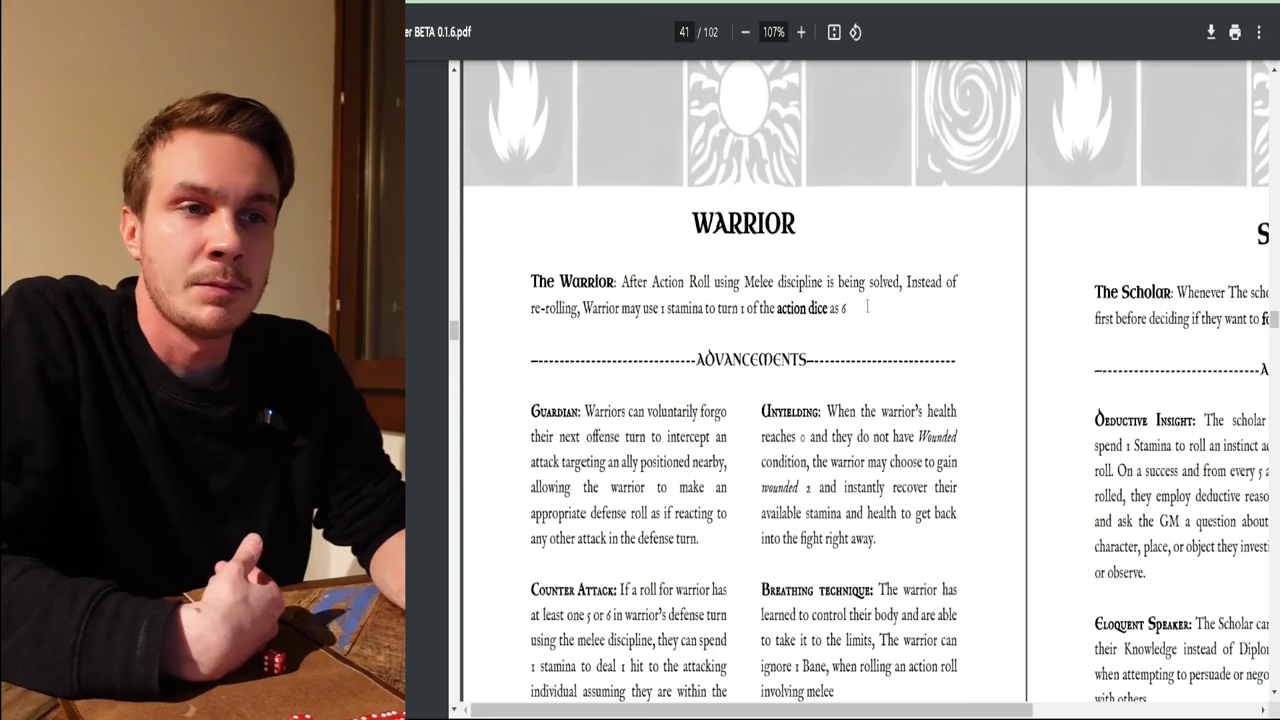 er BETA 0.1.6.pdf
41 / 102
107%
WARRIOR
The Warrior: After Action Roll using Melee discipline is being solved, Instead of
re-rolling, Warrior may use 1 stamina to turn 1 of the action dice as 6
ADVANCEMENTS
Guardian: Warriors can voluntarily forgo
their next offense turn to intercept an
attack targeting an ally positioned nearby,
allowing the warrior to make an
appropriate defense roll as if reacting to
any other attack in the defense turn.
Counter Attack: If a roll for warrior has
at least one 5 or 6 in warrior's defense turn
using the melee discipline, they can spend
1 stamina to deal 1 hit to the attacking
individual assuming they are within the
Unyielding: When the warrior's health
reaches 0 and they do not have Wounded
condition, the warrior may choose to gain
wounded 2 and instantly recover their
available stamina and health to get back
into the fight right away.
Breathing technique: The warrior has
learned to control their body and are able
to take it to the limits, The warrior can
ignore 1 Bane, when rolling an action roll
involving melee
S
The Scholar: Whenever The scho
first before deciding if they want to fo
A
Deductive Insight: The scholar
spend 1 Stamina to roll an instinct ac
roll. On a success and from every 5 a
rolled, they employ deductive reaso
and ask the GM a question about
character, place, or object they investi
or observe.
Eloquent Speaker: The Scholar can
their Knowledge instead of Diplom
when attempting to persuade or nego
with others